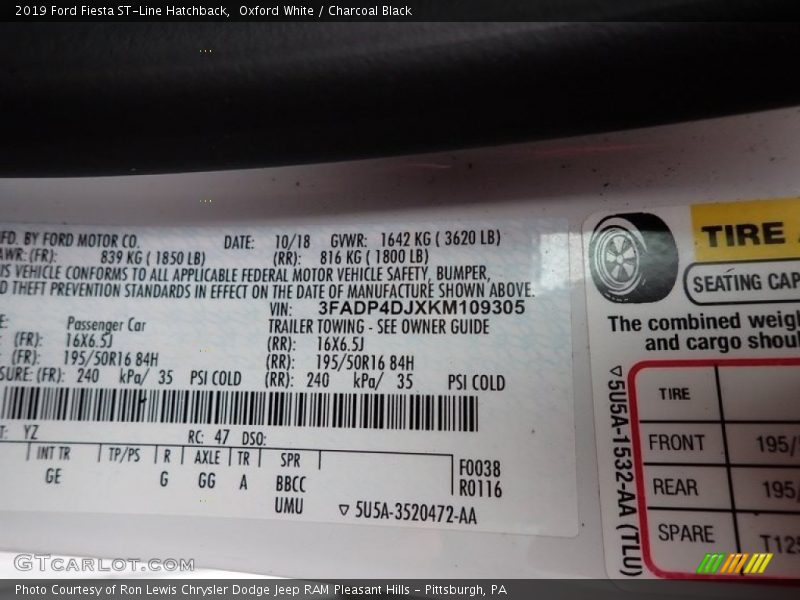 2019 Ford Fiesta ST-Line Hatchback,  Oxford White / Charcoal Black
FD. BY FORD MOTOR CO. DATE: 10/18 GVWR: 1642 KG ( 3620 LB)
AWR: (FR): 839 KG ( 1850 LB) (RR): 816 KG ( 1800 LB)
IS VEHICLE CONFORMS TO ALL APPLICABLE FEDERAL MOTOR VEHICLE SAFETY, BUMPER,
D THEFT PREVENTION STANDARDS IN EFFECT ON THE DATE OF MANUFACTURE SHOWN ABOVE.
VIN: 3FADP4DJXKM109305
E: Passenger Car TRAILER TOWING - SEE OWNER GUIDE
(FR): 16X6.5J (RR): 16X6.5J
(FR): 195/50R16 84H (RR): 195/50R16 84H
SURE: (FR): 240 kPa/ 35 PSI COLD (RR): 240 kPa/ 35 PSI COLD
T: YZ RC: 47 DSO:
INT TR TP/PS R AXLE TR SPR F0038
GE G GG A BBCC R0116
UMU ▽ 5U5A-3520472-AA
TIRE
SEATING CAP
The combined weigh
and cargo shoul
▽5U5A-1532-AA (TLU)
TIRE
FRONT 195/
REAR 195/
SPARE T125
GTCARLOT.COM
Photo Courtesy of Ron Lewis Chrysler Dodge Jeep RAM Pleasant Hills - Pittsburgh, PA